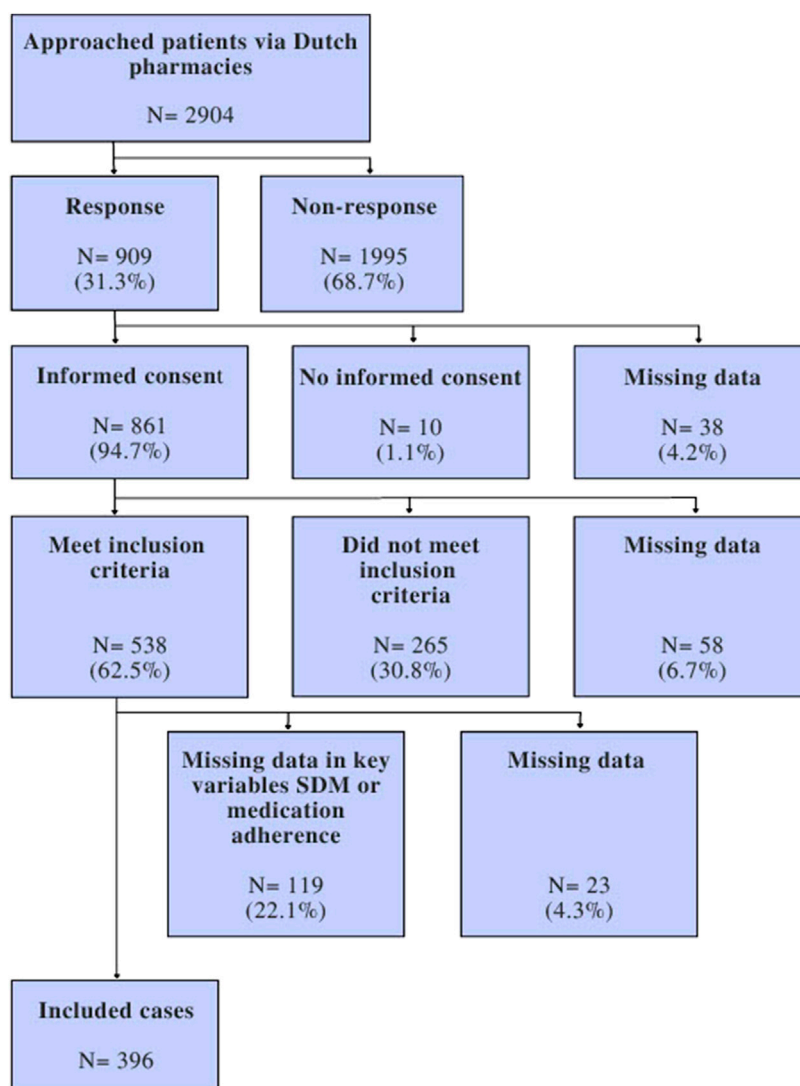 Approached patients via Dutch
pharmacies
N= 2904
Response
N= 909
(31.3%)
Non-response
N= 1995
(68.7%)
Informed consent
N= 861
(94.7%)
No informed consent
N= 10
(1.1%)
Missing data
N= 38
(4.2%)
Meet inclusion
criteria
N= 538
(62.5%)
Did not meet
inclusion
criteria
N= 265
(30.8%)
Missing data
N= 58
(6.7%)
Missing data in key
variables SDM or
medication
adherence
N= 119
(22.1%)
Missing data
N= 23
(4.3%)
Included cases
N= 396